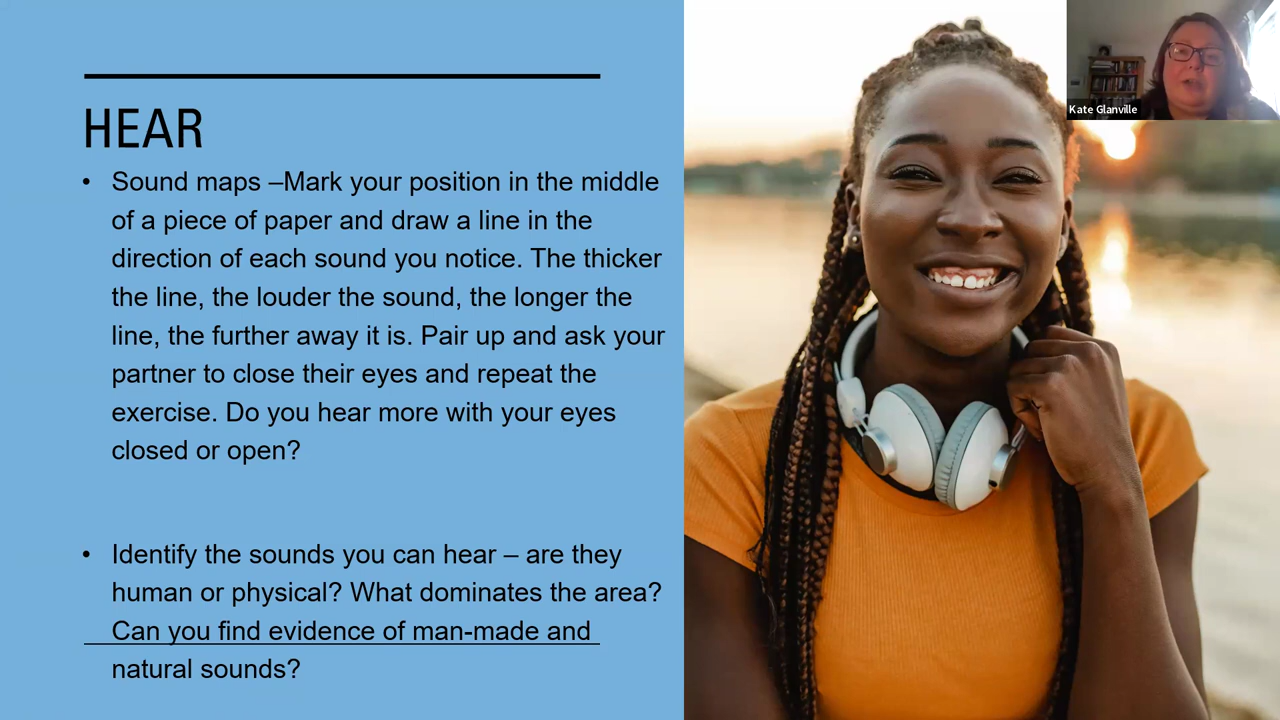 HEAR
• Sound maps –Mark your position in the middle
of a piece of paper and draw a line in the
direction of each sound you notice. The thicker
the line, the louder the sound, the longer the
line, the further away it is. Pair up and ask your
partner to close their eyes and repeat the
exercise. Do you hear more with your eyes
closed or open?
• Identify the sounds you can hear – are they
human or physical? What dominates the area?
Can you find evidence of man-made and
natural sounds?
Kate Glanville